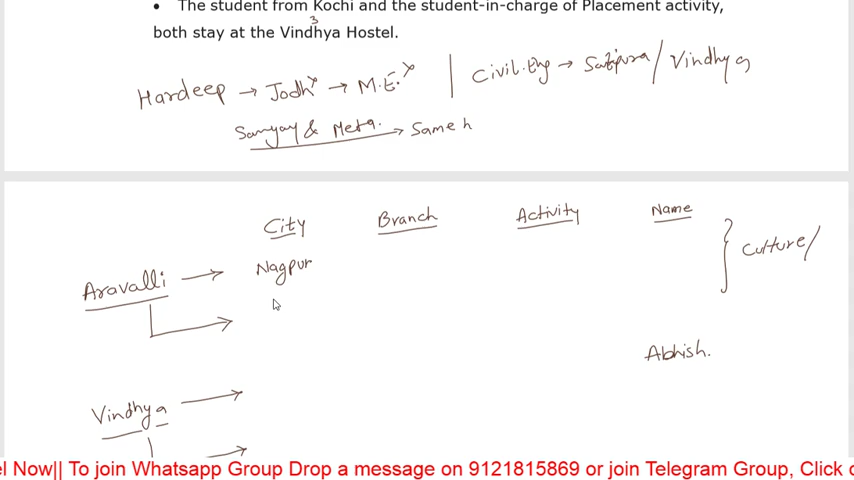 • The student from Kochi and the student-in-charge of Placement activity,
both stay at the Vindhya Hostel.
3
Hardeep → Jodh× → M.E.× | Civil. Eng → Satpura / Vindhya
Sanjay & Meta. → Same h
City Branch Activity Name
Aravalli → Nagpur } Culture/
Abhish.
Vindhya →
el Now|| To join Whatsapp Group Drop a message on 9121815869 or join Telegram Group, Click o